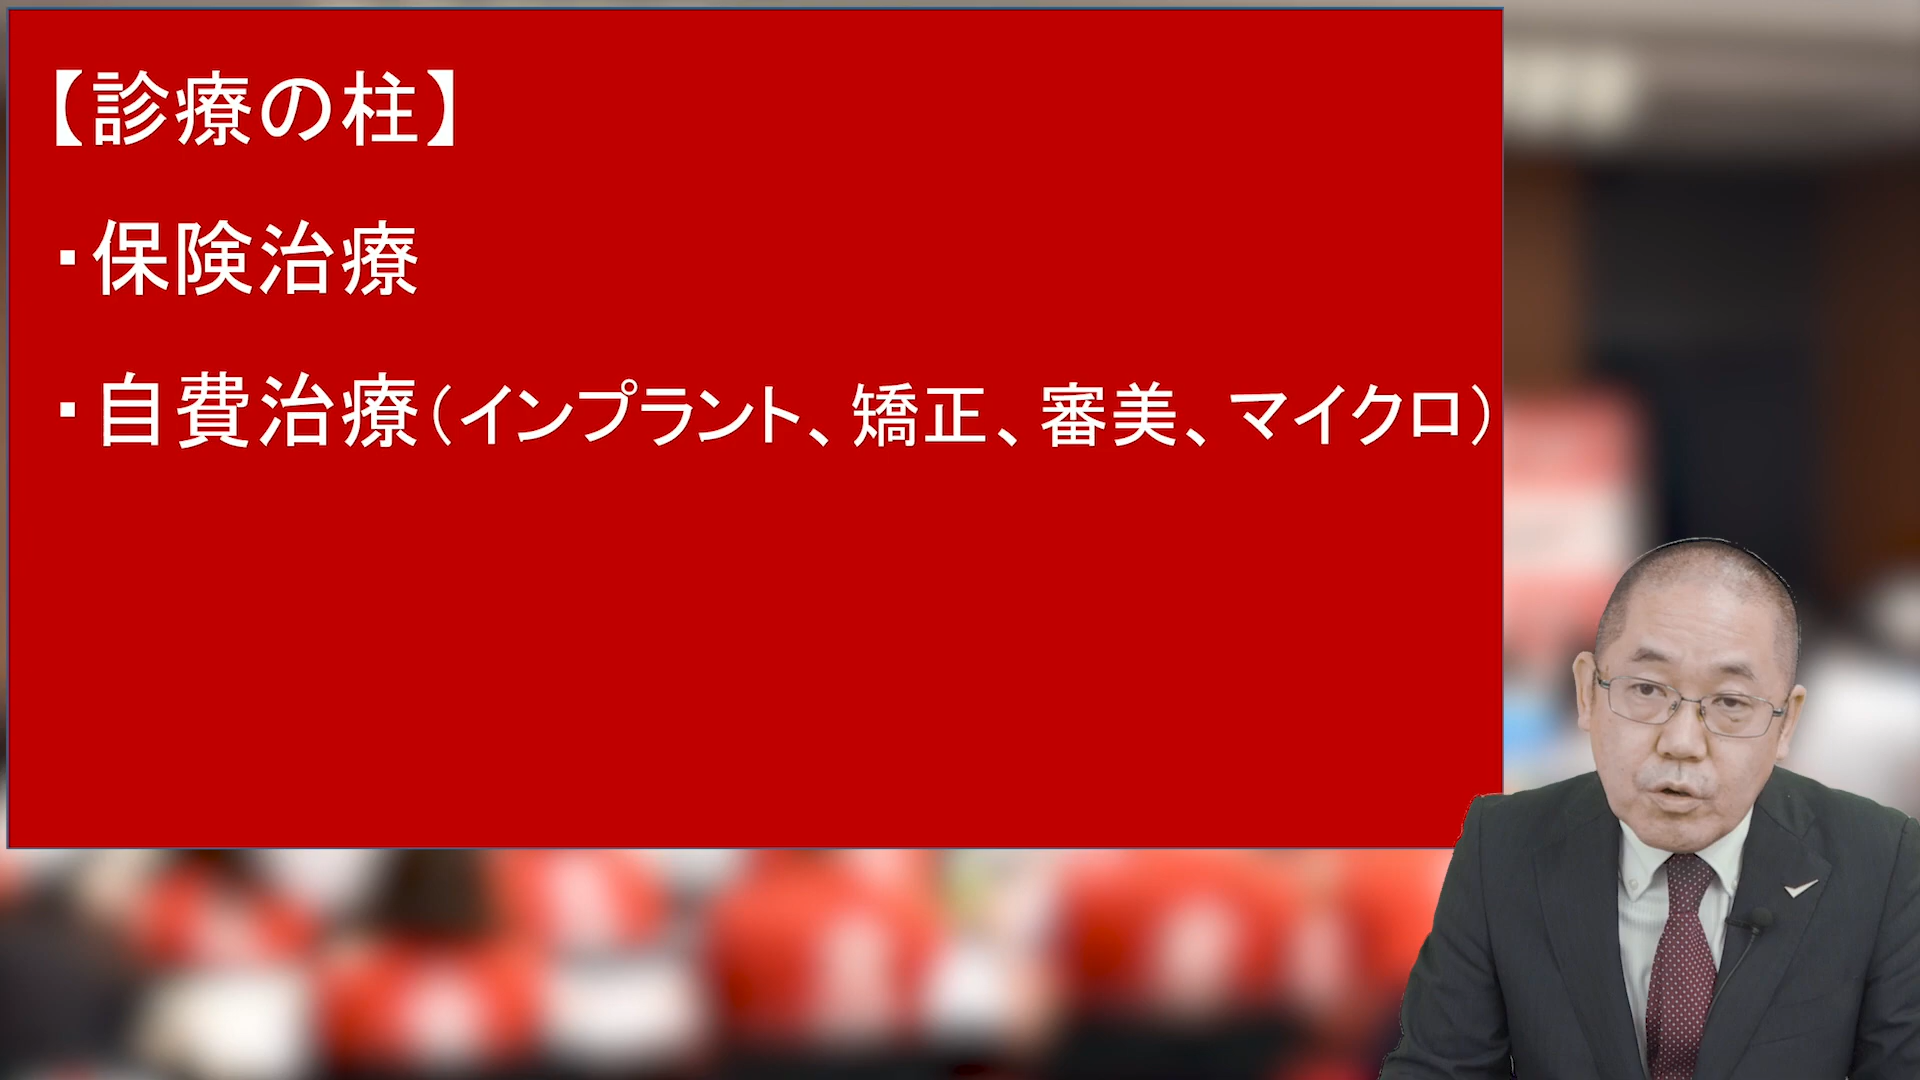 【診療の柱】
・保険治療
・自費治療（インプラント、矯正、審美、マイクロ）